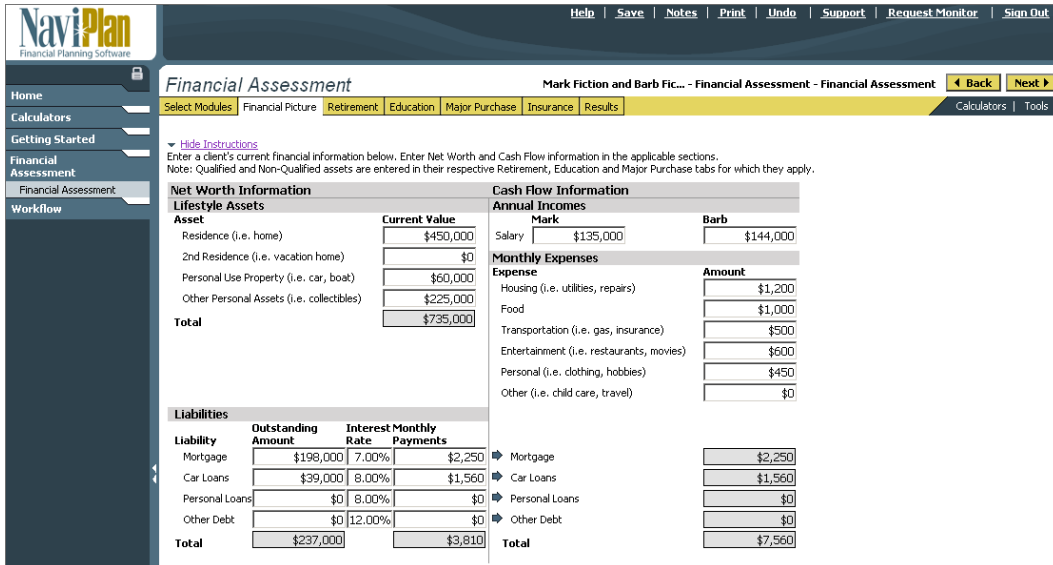 NaviPlan
Financial Planning Software
Help | Save | Notes | Print | Undo | Support | Request Monitor | Sign Out
Home
Calculators
Getting Started
Financial Assessment
Financial Assessment
Workflow
Financial Assessment
Mark Fiction and Barb Fic... - Financial Assessment - Financial Assessment
Back
Next
Select Modules Financial Picture Retirement Education Major Purchase Insurance Results
Calculators | Tools
Hide Instructions
Enter a client's current financial information below. Enter Net Worth and Cash Flow information in the applicable sections.
Note: Qualified and Non-Qualified assets are entered in their respective Retirement, Education and Major Purchase tabs for which they apply.
Net Worth Information
Lifestyle Assets
Asset Current Value
Residence (i.e. home) $450,000
2nd Residence (i.e. vacation home) $0
Personal Use Property (i.e. car, boat) $60,000
Other Personal Assets (i.e. collectibles) $225,000
Total $735,000
Cash Flow Information
Annual Incomes
Mark Barb
Salary $135,000 $144,000
Monthly Expenses
Expense Amount
Housing (i.e. utilities, repairs) $1,200
Food $1,000
Transportation (i.e. gas, insurance) $500
Entertainment (i.e. restaurants, movies) $600
Personal (i.e. clothing, hobbies) $450
Other (i.e. child care, travel) $0
Liabilities
Liability Outstanding Amount Interest Rate Monthly Payments
Mortgage $198,000 7.00% $2,250 Mortgage $2,250
Car Loans $39,000 8.00% $1,560 Car Loans $1,560
Personal Loans $0 8.00% $0 Personal Loans $0
Other Debt $0 12.00% $0 Other Debt $0
Total $237,000 $3,810 Total $7,560